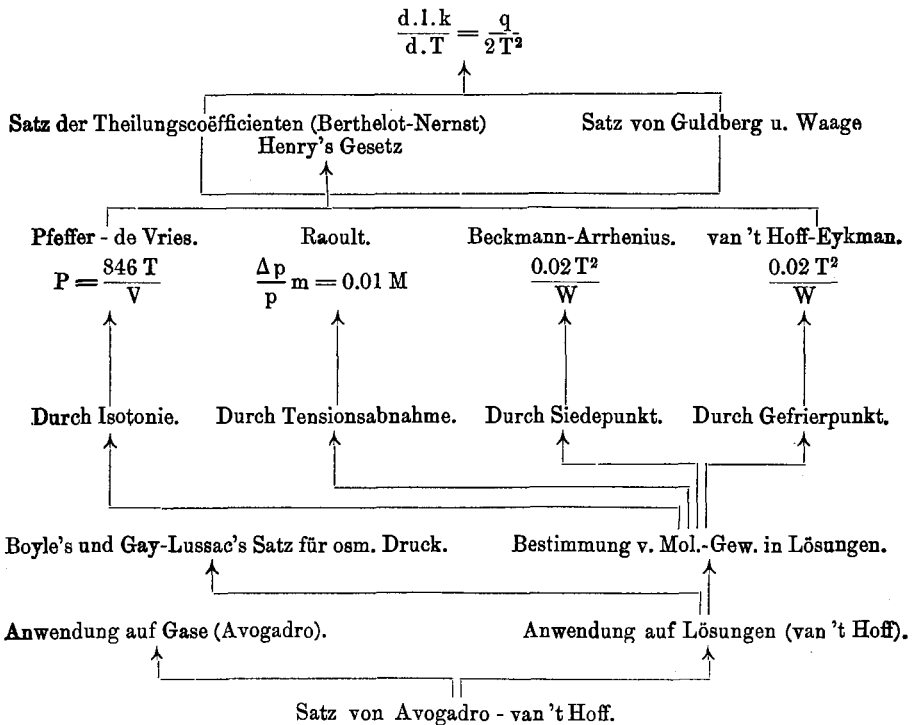 d.l.k / d.T = q / 2 T²
Satz der Theilungscoëfficienten (Berthelot-Nernst) Satz von Guldberg u. Waage
Henry's Gesetz
Pfeffer - de Vries. Raoult. Beckmann-Arrhenius. van 't Hoff-Eykman.
P = 846 T / V Δ p / p m = 0.01 M 0.02 T² / W 0.02 T² / W
Durch Isotonie. Durch Tensionsabnahme. Durch Siedepunkt. Durch Gefrierpunkt.
Boyle's und Gay-Lussac's Satz für osm. Druck. Bestimmung v. Mol.-Gew. in Lösungen.
Anwendung auf Gase (Avogadro). Anwendung auf Lösungen (van 't Hoff).
Satz von Avogadro - van 't Hoff.